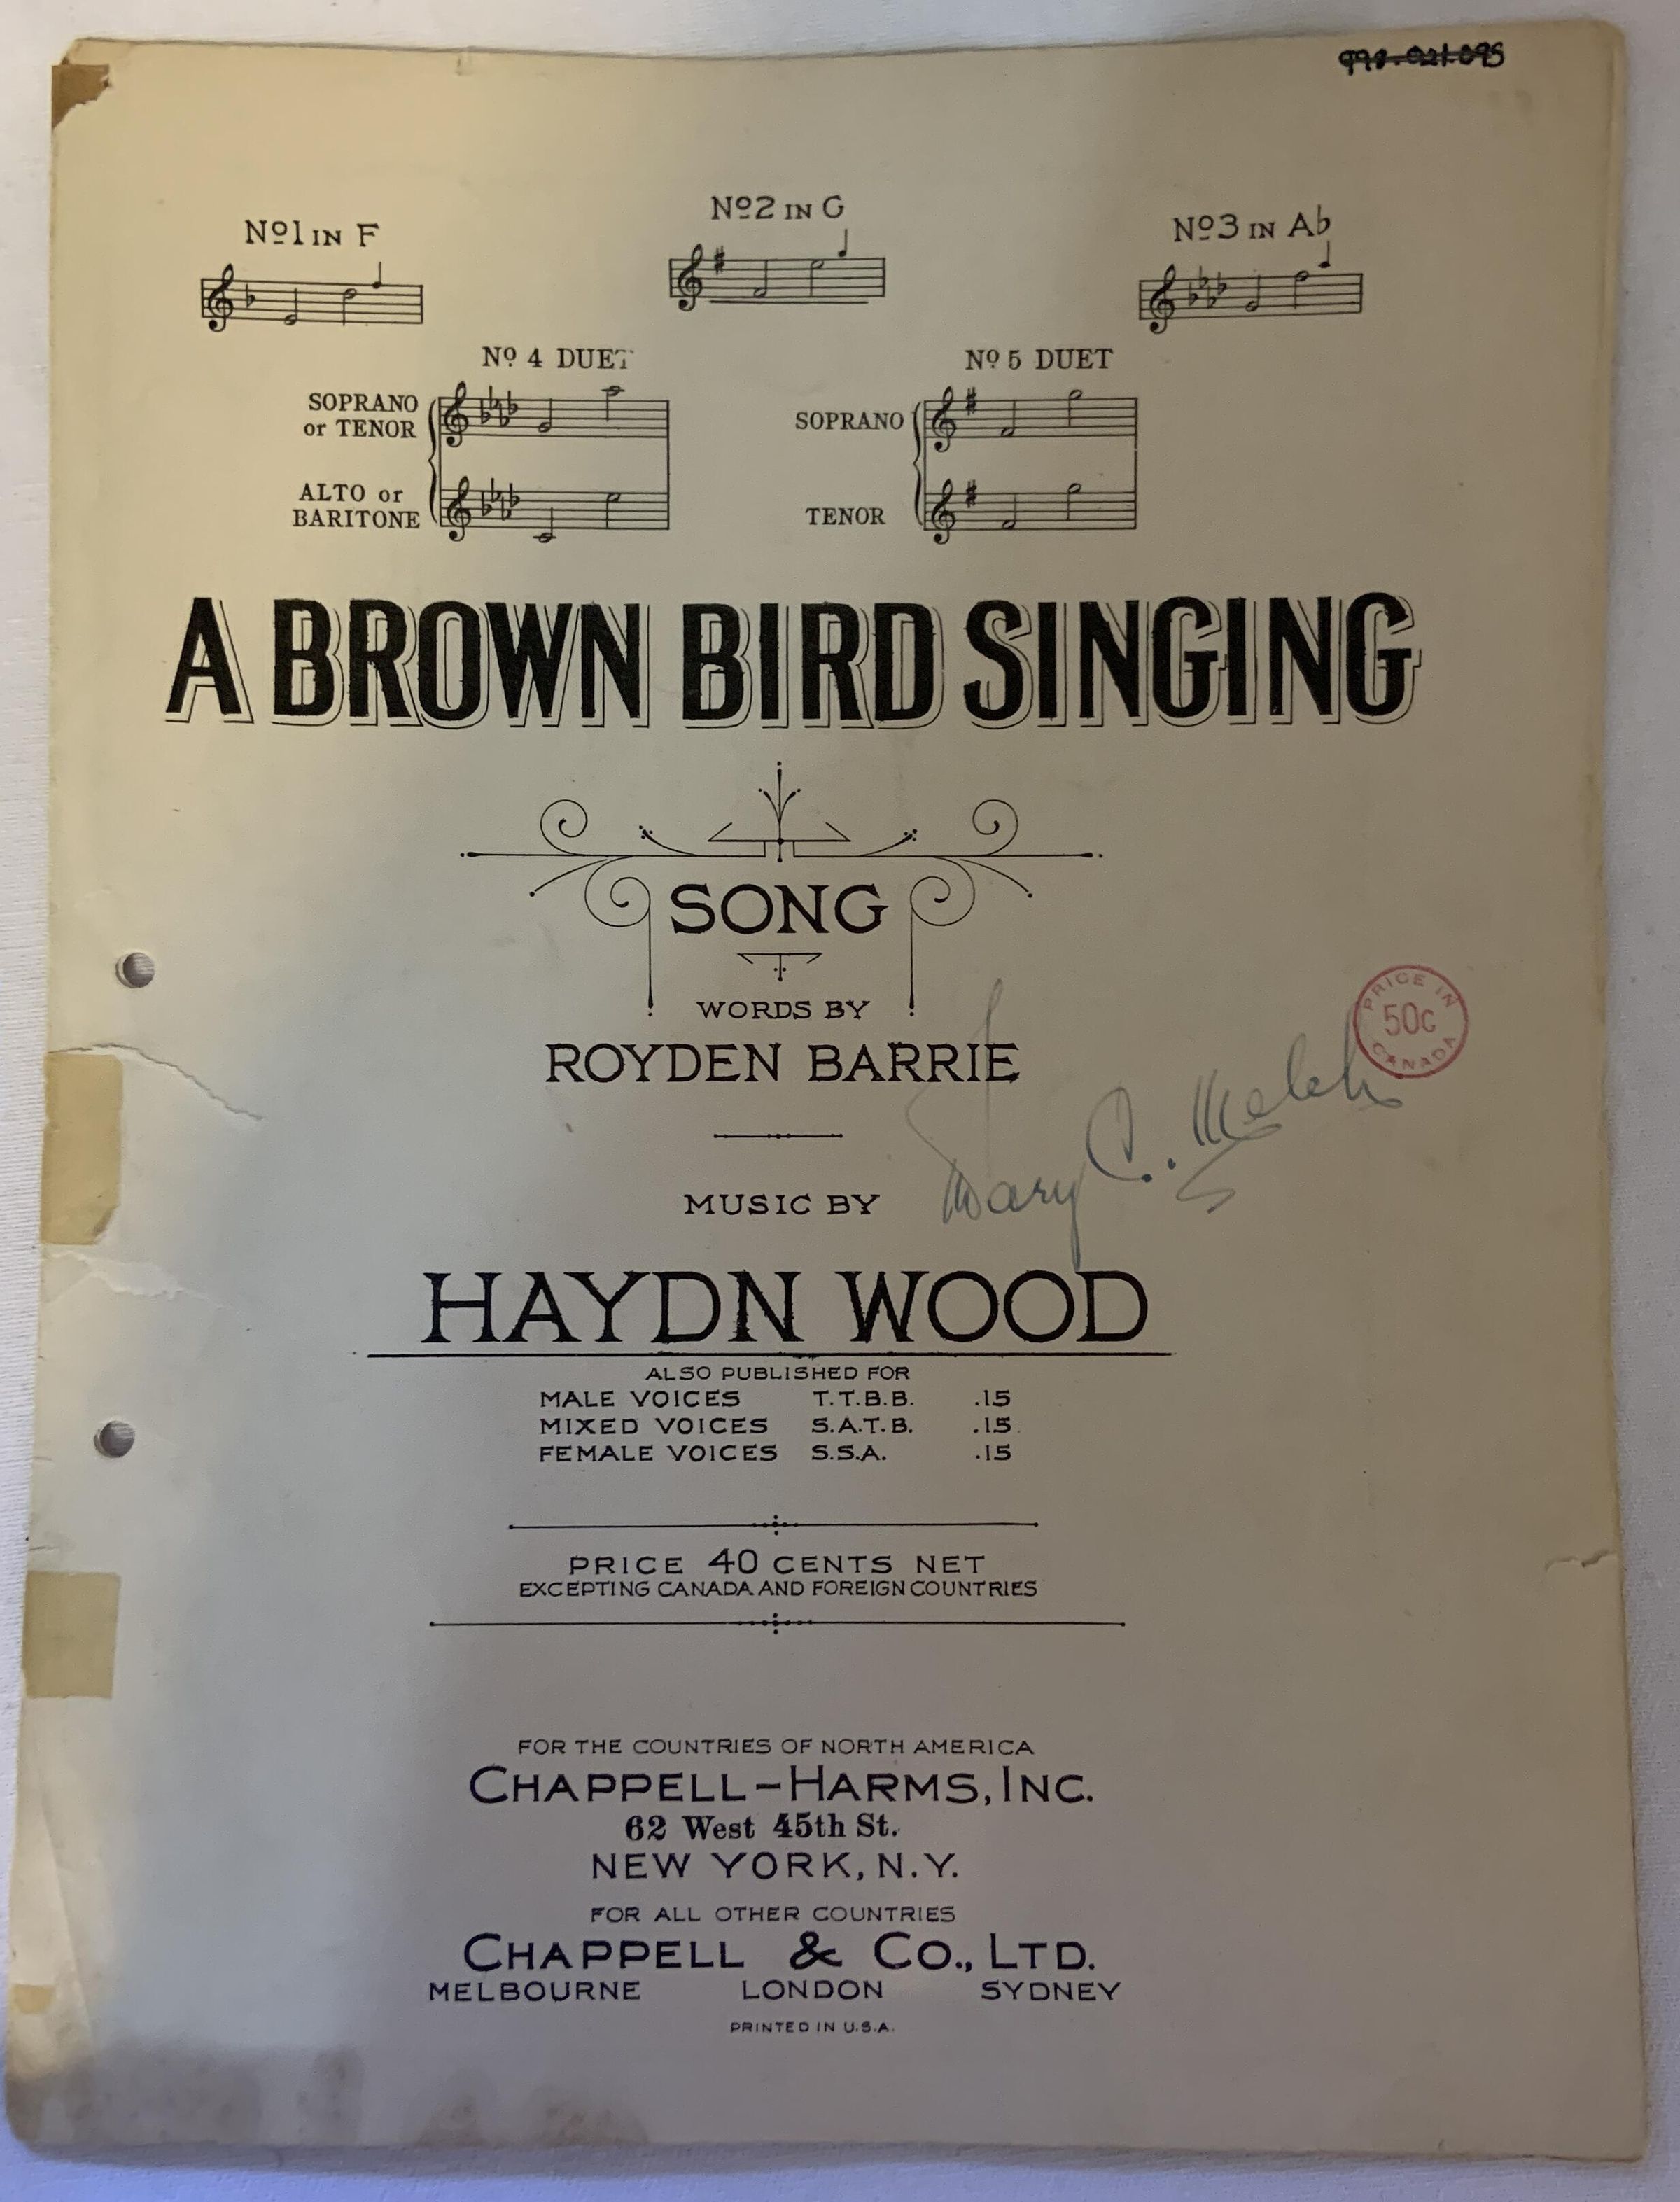 998.021.095
Nº1 IN F
Nº2 IN G
Nº3 IN A♭
Nº 4 DUET
SOPRANO
or TENOR
ALTO or
BARITONE
Nº 5 DUET
SOPRANO
TENOR
A BROWN BIRD SINGING
SONG
WORDS BY
ROYDEN BARRIE
PRICE IN
50c
CANADA
Mary C.
MUSIC BY
HAYDN WOOD
ALSO PUBLISHED FOR
MALE VOICES T.T.B.B. .15
MIXED VOICES S.A.T.B. .15
FEMALE VOICES S.S.A. .15
PRICE 40 CENTS NET
EXCEPTING CANADA AND FOREIGN COUNTRIES
FOR THE COUNTRIES OF NORTH AMERICA
CHAPPELL-HARMS, INC.
62 West 45th St.
NEW YORK, N.Y.
FOR ALL OTHER COUNTRIES
CHAPPELL & CO., LTD.
MELBOURNE LONDON SYDNEY
PRINTED IN U.S.A.